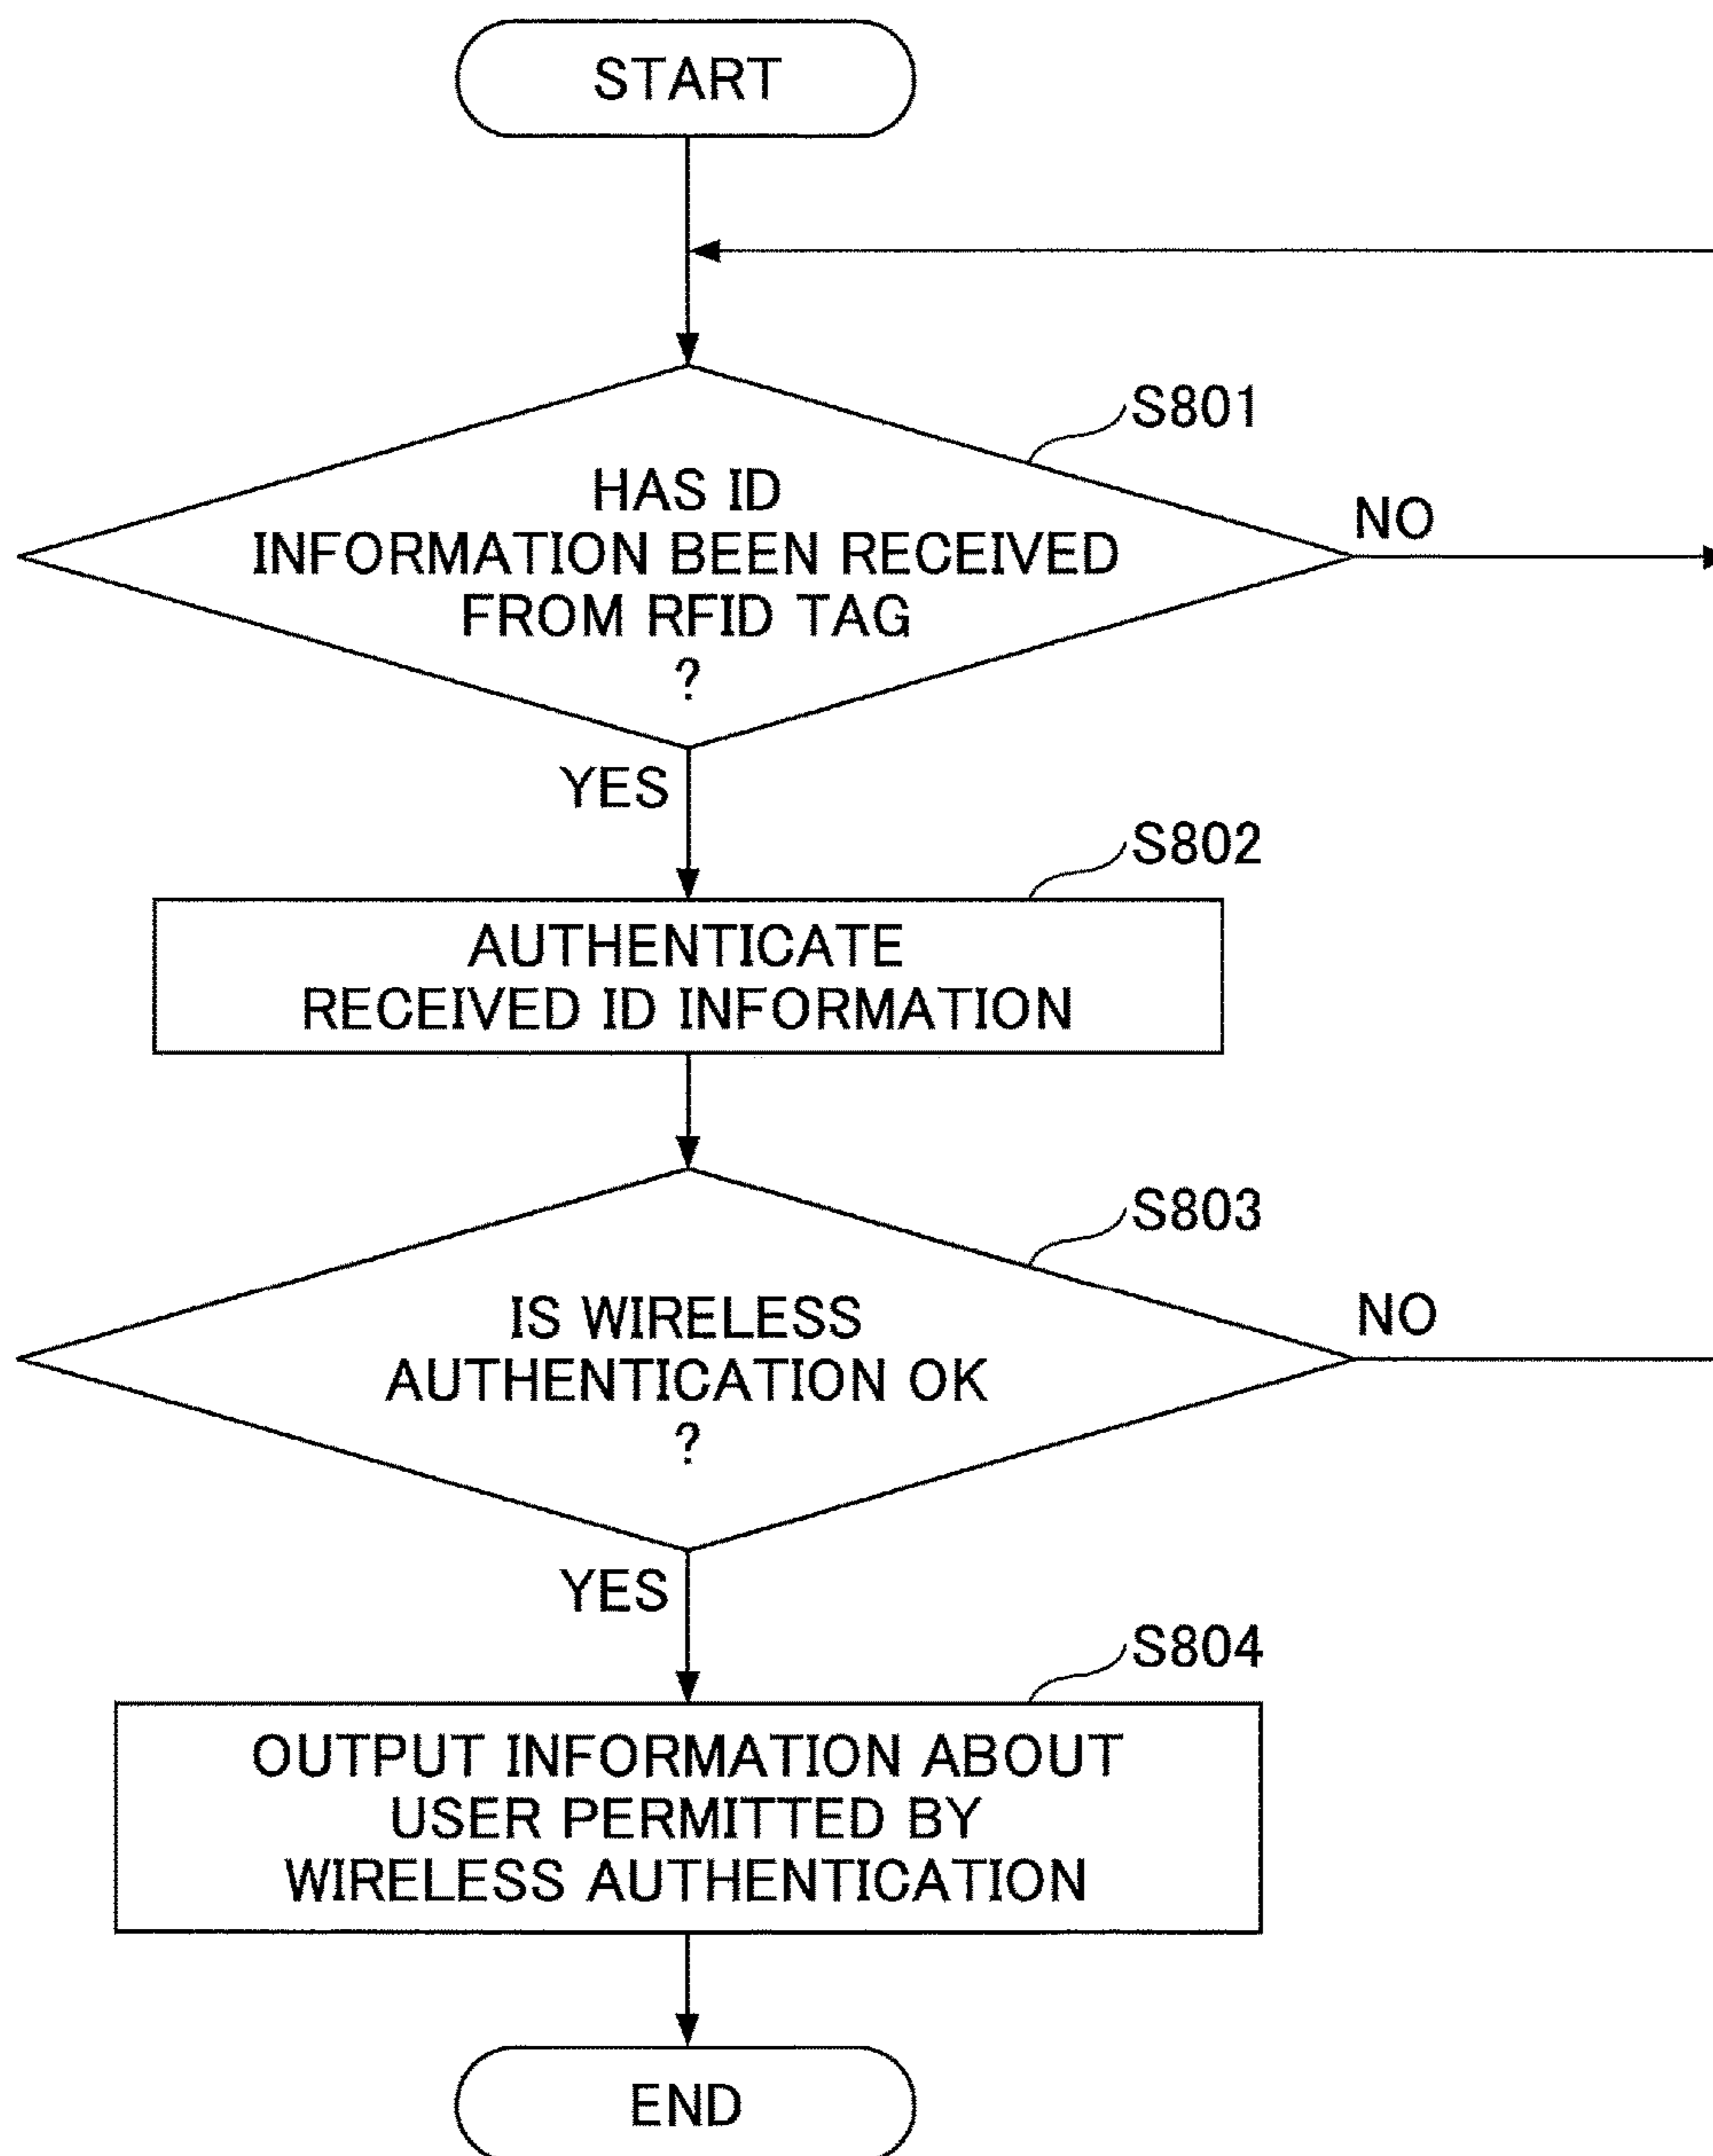 START
S801
HAS ID
INFORMATION BEEN RECEIVED
FROM RFID TAG
?
NO
YES
S802
AUTHENTICATE
RECEIVED ID INFORMATION
S803
IS WIRELESS
AUTHENTICATION OK
?
NO
YES
S804
OUTPUT INFORMATION ABOUT
USER PERMITTED BY
WIRELESS AUTHENTICATION
END